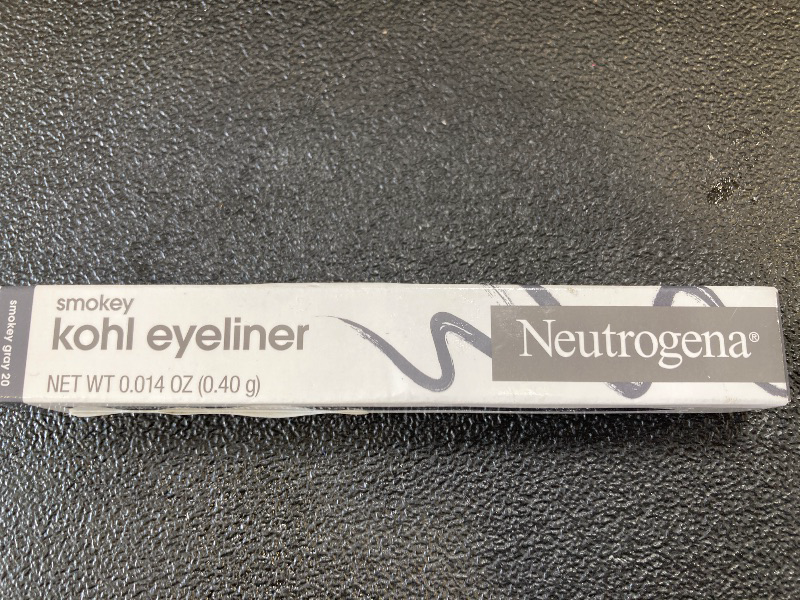 smokey gray 20
smokey
kohl eyeliner
NET WT 0.014 OZ (0.40 g)
Neutrogena®